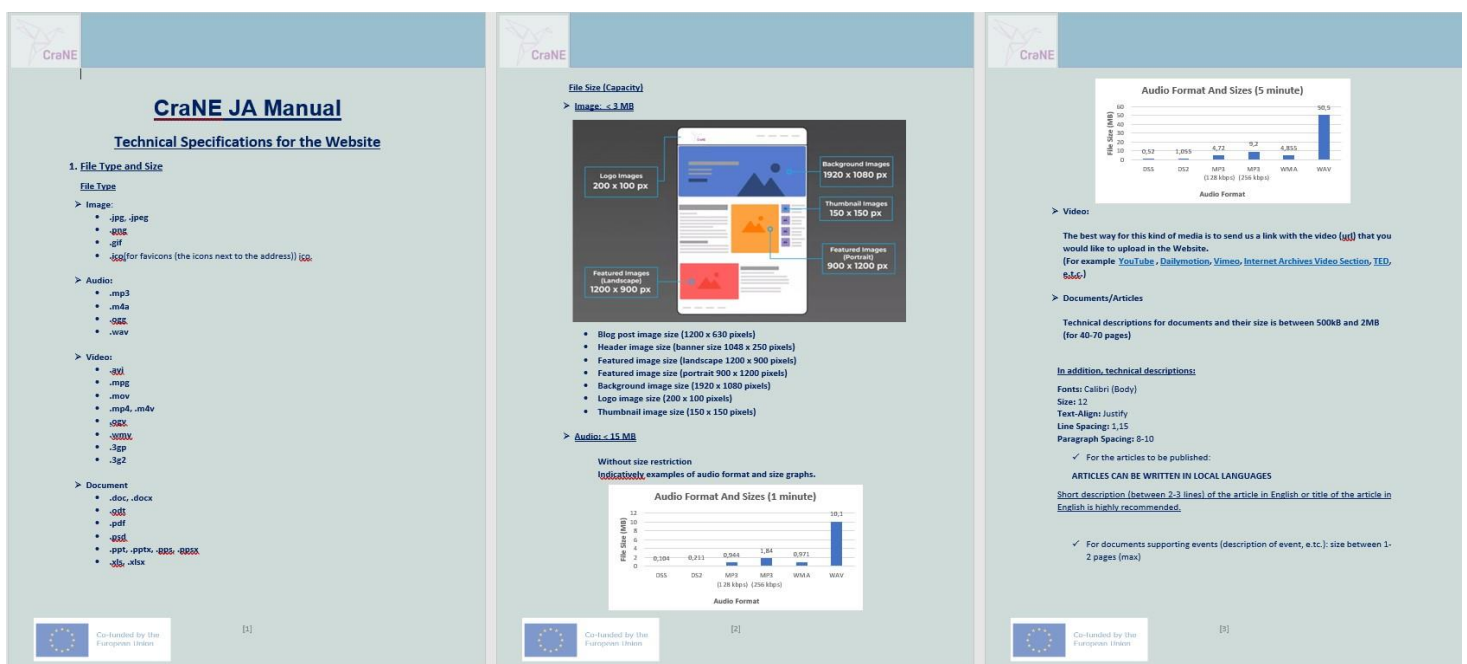 CraNE
CraNE JA Manual
Technical Specifications for the Website
1. File Type and Size
File Type
➢ Image:
• .jpg, .jpeg
• .png
• .gif
• .ico(for favicons (the icons next to the address)) ico.
➢ Audio:
• .mp3
• .m4a
• .ogg
• .wav
➢ Video:
• .avi
• .mpg
• .mov
• .mp4, .m4v
• .ogv
• .wmv
• .3gp
• .3g2
➢ Document
• .doc, .docx
• .odt
• .pdf
• .psd
• .ppt, .pptx, .pps, .ppsx
• .xls, .xlsx
Co-funded by the
European Union
[1]
CraNE
File Size (Capacity)
➢ Image: < 3 MB
Logo Images
200 x 100 px
Background Images
1920 x 1080 px
Thumbnail Images
150 x 150 px
Featured Images
(Portrait)
900 x 1200 px
Featured Images
(Landscape)
1200 x 900 px
• Blog post image size (1200 x 630 pixels)
• Header image size (banner size 1048 x 250 pixels)
• Featured image size (landscape 1200 x 900 pixels)
• Featured image size (portrait 900 x 1200 pixels)
• Background image size (1920 x 1080 pixels)
• Logo image size (200 x 100 pixels)
• Thumbnail image size (150 x 150 pixels)
➢ Audio: < 15 MB
Without size restriction
Indicatively examples of audio format and size graphs.
Audio Format And Sizes (1 minute)
File Size (MB)
12
10
8
6
4
2
0
0,104
0,211
0,944
1,84
0,971
10,1
DS5 DS2 MP3 MP3 WMA WAV
(128 kbps) (256 kbps)
Audio Format
Co-funded by the
European Union
[2]
CraNE
Audio Format And Sizes (5 minute)
File Size (MB)
60
50
40
30
20
10
0
0,52
1,055
4,72
9,2
4,855
50,5
DS5 DS2 MP3 MP3 WMA WAV
(128 kbps) (256 kbps)
Audio Format
➢ Video:
The best way for this kind of media is to send us a link with the video (url) that you
would like to upload in the Website.
(For example YouTube , Dailymotion, Vimeo, Internet Archives Video Section, TED,
e.t.c.)
➢ Documents/Articles
Technical descriptions for documents and their size is between 500kB and 2MB
(for 40-70 pages)
In addition, technical descriptions:
Fonts: Calibri (Body)
Size: 12
Text-Align: Justify
Line Spacing: 1,15
Paragraph Spacing: 8-10
✓ For the articles to be published:
ARTICLES CAN BE WRITTEN IN LOCAL LANGUAGES
Short description (between 2-3 lines) of the article in English or title of the article in
English is highly recommended.
✓ For documents supporting events (description of event, e.tc.): size between 1-
2 pages (max)
Co-funded by the
European Union
[3]